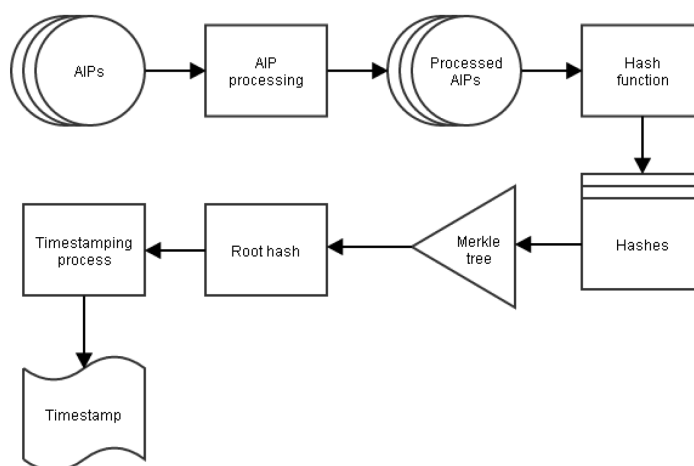 AIPs
AIP
processing
Processed
AIPs
Hash
function
Timestamping
process
Root hash
Merkle
tree
Hashes
Timestamp